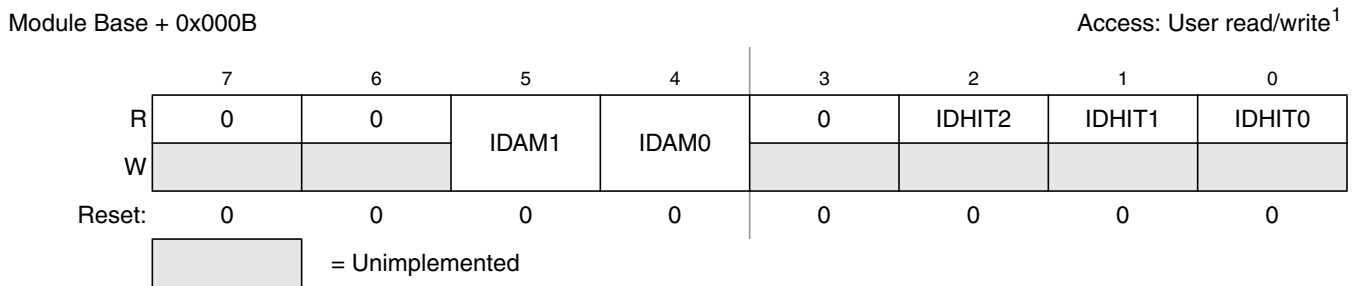 Module Base + 0x000B Access: User read/write1
7 6 5 4 3 2 1 0
R 0 0 IDAM1 IDAM0 0 IDHIT2 IDHIT1 IDHIT0
W
Reset: 0 0 0 0 0 0 0 0
= Unimplemented